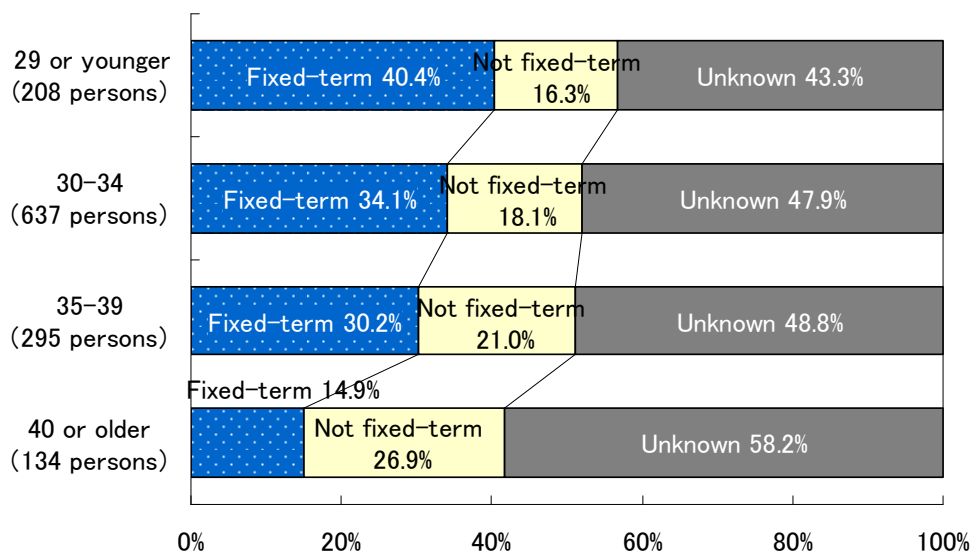 29 or younger
(208 persons)
Fixed-term 40.4%
Not fixed-term
16.3%
Unknown 43.3%
30-34
(637 persons)
Fixed-term 34.1%
Not fixed-term
18.1%
Unknown 47.9%
35-39
(295 persons)
Fixed-term 30.2%
Not fixed-term
21.0%
Unknown 48.8%
40 or older
(134 persons)
Fixed-term 14.9%
Not fixed-term
26.9%
Unknown 58.2%
0% 20% 40% 60% 80% 100%